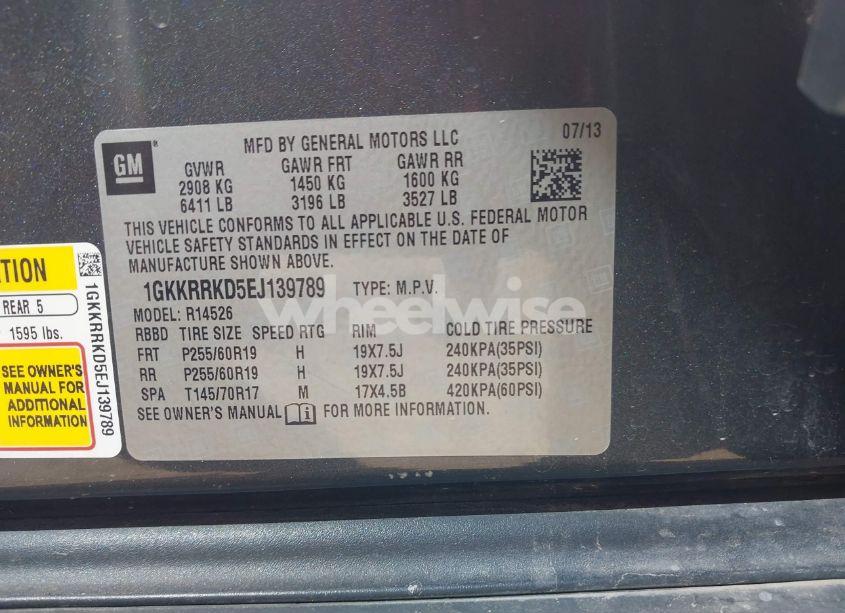 GM
MFD BY GENERAL MOTORS LLC 07/13
GVWR GAWR FRT GAWR RR
2908 KG 1450 KG 1600 KG
6411 LB 3196 LB 3527 LB
THIS VEHICLE CONFORMS TO ALL APPLICABLE U.S. FEDERAL MOTOR
VEHICLE SAFETY STANDARDS IN EFFECT ON THE DATE OF
MANUFACTURE SHOWN ABOVE.
1GKKRRKD5EJ139789 TYPE: M.P.V.
MODEL: R14526
RBBD TIRE SIZE SPEED RTG RIM COLD TIRE PRESSURE
FRT P255/60R19 H 19X7.5J 240KPA(35PSI)
RR P255/60R19 H 19X7.5J 240KPA(35PSI)
SPA T145/70R17 M 17X4.5B 420KPA(60PSI)
SEE OWNER'S MANUAL FOR MORE INFORMATION.
REAR 5
1595 lbs.
SEE OWNER'S
MANUAL FOR
ADDITIONAL
INFORMATION
1GKKRRKD5EJ139789
wheelwise